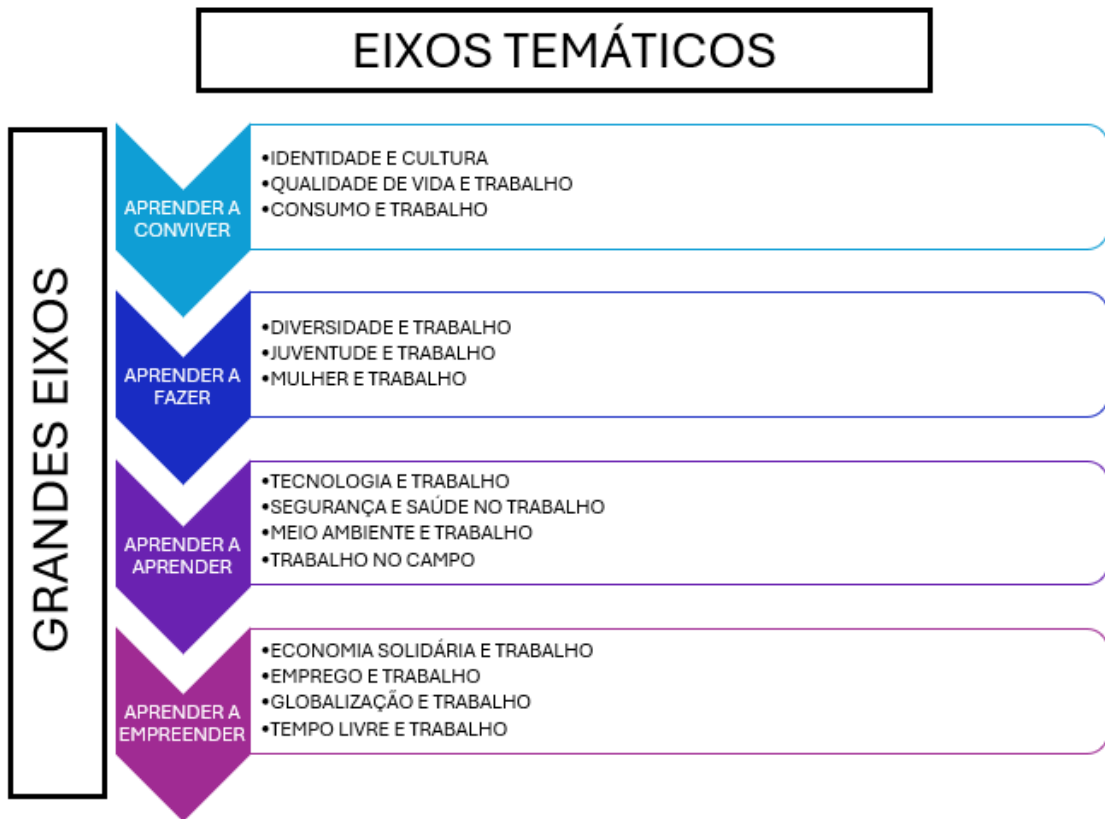 EIXOS TEMÁTICOS
GRANDES EIXOS
APRENDER A
CONVIVER
•IDENTIDADE E CULTURA
•QUALIDADE DE VIDA E TRABALHO
•CONSUMO E TRABALHO
APRENDER A
FAZER
•DIVERSIDADE E TRABALHO
•JUVENTUDE E TRABALHO
•MULHER E TRABALHO
APRENDER A
APRENDER
•TECNOLOGIA E TRABALHO
•SEGURANÇA E SAÚDE NO TRABALHO
•MEIO AMBIENTE E TRABALHO
•TRABALHO NO CAMPO
APRENDER A
EMPREENDER
•ECONOMIA SOLIDÁRIA E TRABALHO
•EMPREGO E TRABALHO
•GLOBALIZAÇÃO E TRABALHO
•TEMPO LIVRE E TRABALHO